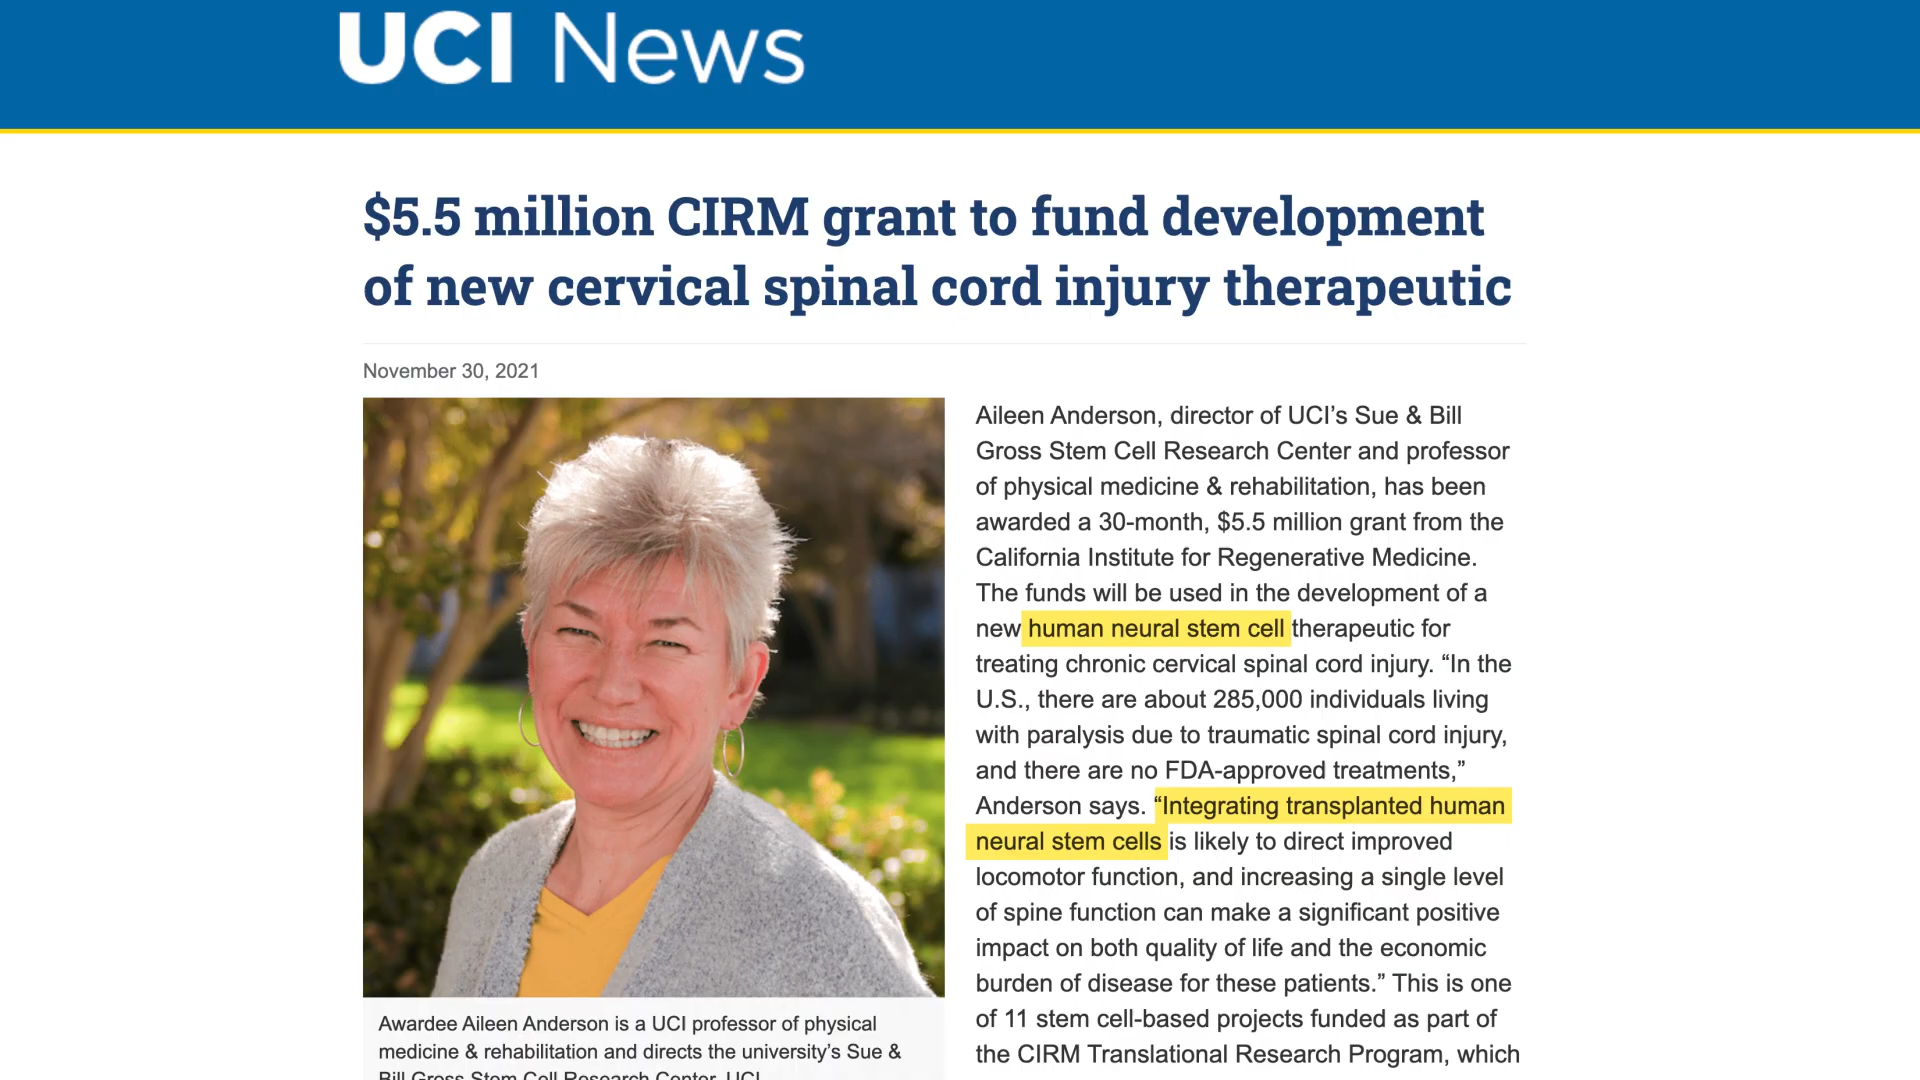 UCI News
$5.5 million CIRM grant to fund development
of new cervical spinal cord injury therapeutic
November 30, 2021
Aileen Anderson, director of UCI’s Sue & Bill
Gross Stem Cell Research Center and professor
of physical medicine & rehabilitation, has been
awarded a 30-month, $5.5 million grant from the
California Institute for Regenerative Medicine.
The funds will be used in the development of a
new human neural stem cell therapeutic for
treating chronic cervical spinal cord injury. “In the
U.S., there are about 285,000 individuals living
with paralysis due to traumatic spinal cord injury,
and there are no FDA-approved treatments,”
Anderson says. “Integrating transplanted human
neural stem cells is likely to direct improved
locomotor function, and increasing a single level
of spine function can make a significant positive
impact on both quality of life and the economic
burden of disease for these patients.” This is one
of 11 stem cell-based projects funded as part of
the CIRM Translational Research Program, which
Awardee Aileen Anderson is a UCI professor of physical
medicine & rehabilitation and directs the university’s Sue &
Bill Gross Stem Cell Research Center. UCI